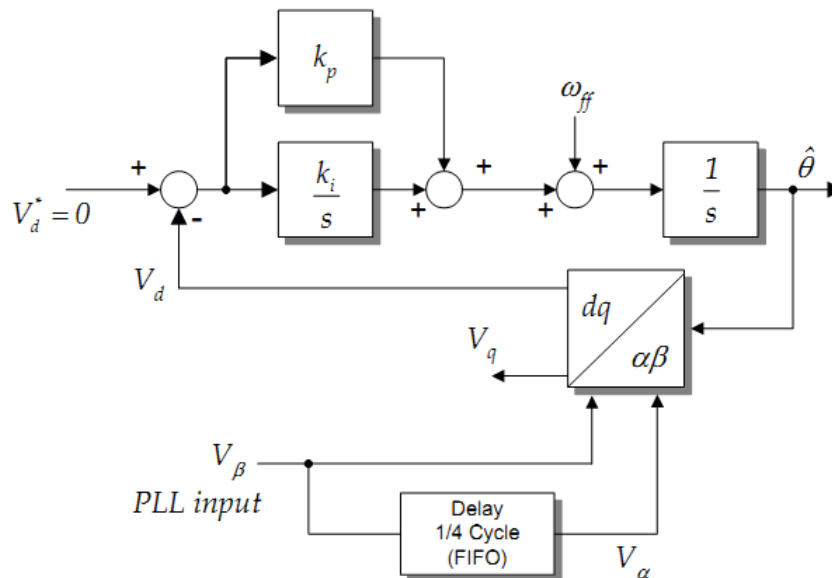 k_p
ω_ff
+
k_i
s
+
+
+
1
s
θ̂
V_d^* = 0
-
+
+
V_d
dq
αβ
V_q
V_β
PLL input
Delay
1/4 Cycle
(FIFO)
V_α